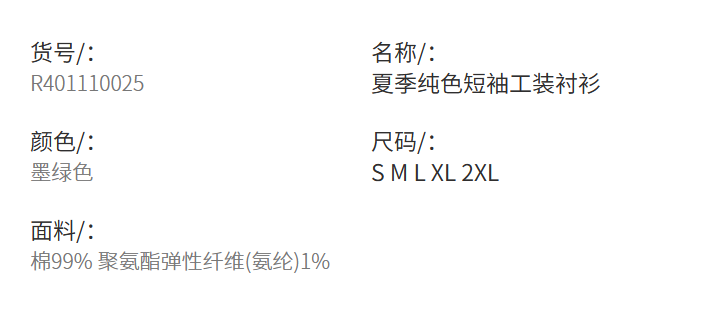 货号/：
R401110025
名称/：
夏季纯色短袖工装衬衫
颜色/：
墨绿色
尺码/：
S M L XL 2XL
面料/：
棉99% 聚氨酯弹性纤维(氨纶)1%